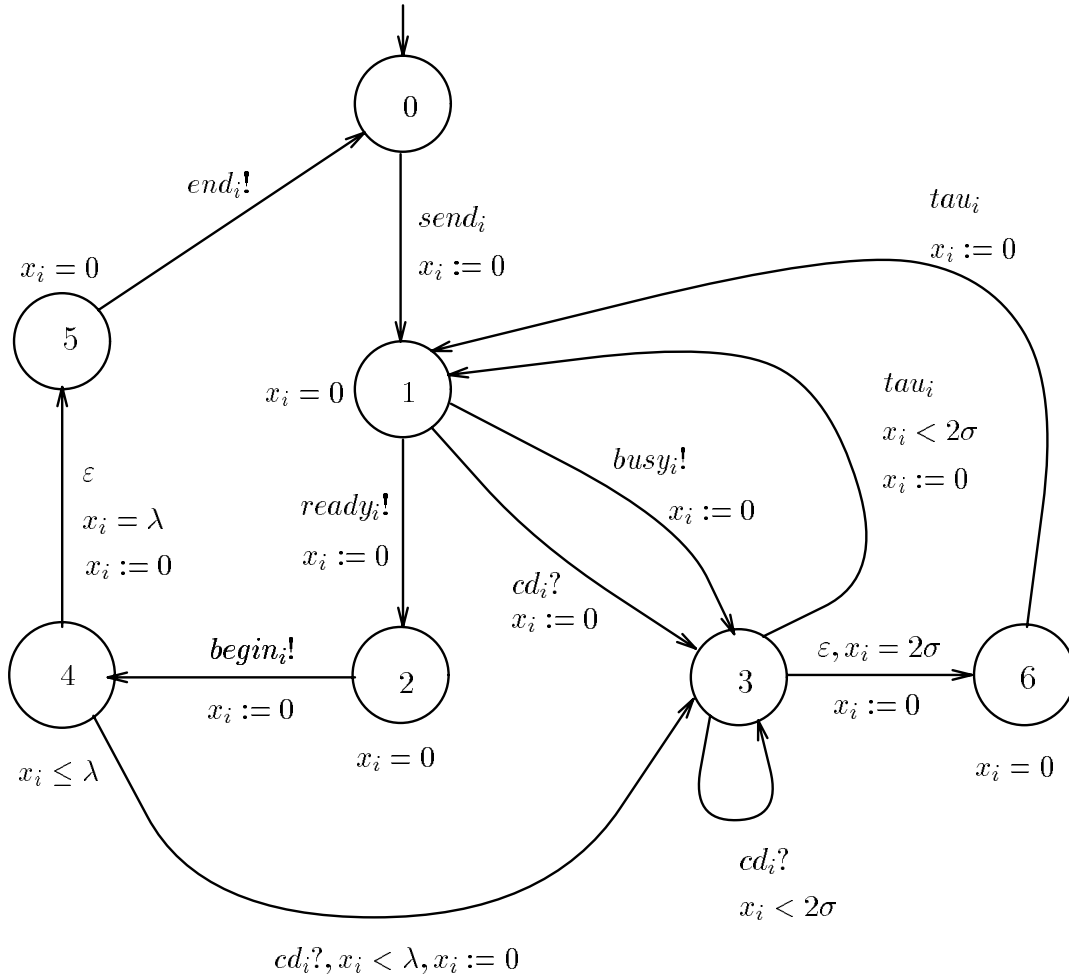 0
end_i!
send_i
x_i := 0
tau_i
x_i := 0
x_i = 0
5
x_i = 0
1
tau_i
x_i < 2σ
x_i := 0
ε
x_i = λ
x_i := 0
ready_i!
x_i := 0
busy_i!
x_i := 0
cd_i?
x_i := 0
4
begin_i!
x_i := 0
2
3
ε, x_i = 2σ
x_i := 0
6
x_i ≤ λ
x_i = 0
x_i = 0
cd_i?
x_i < 2σ
cd_i?, x_i < λ, x_i := 0